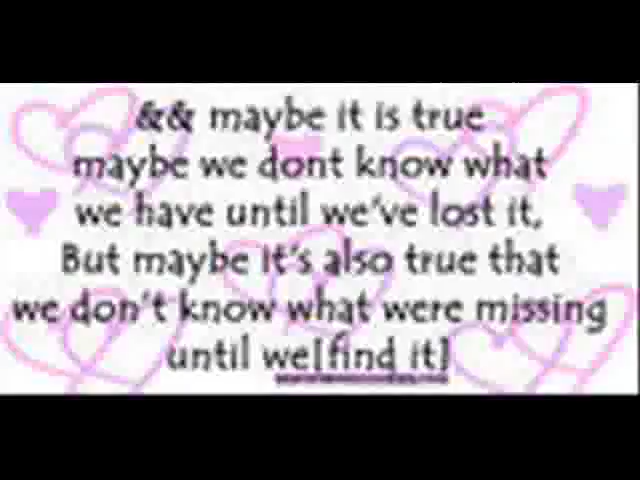 && maybe it is true
maybe we dont know what
we have until we've lost it,
But maybe it's also true that
we don't know what were missing
until we[find it]